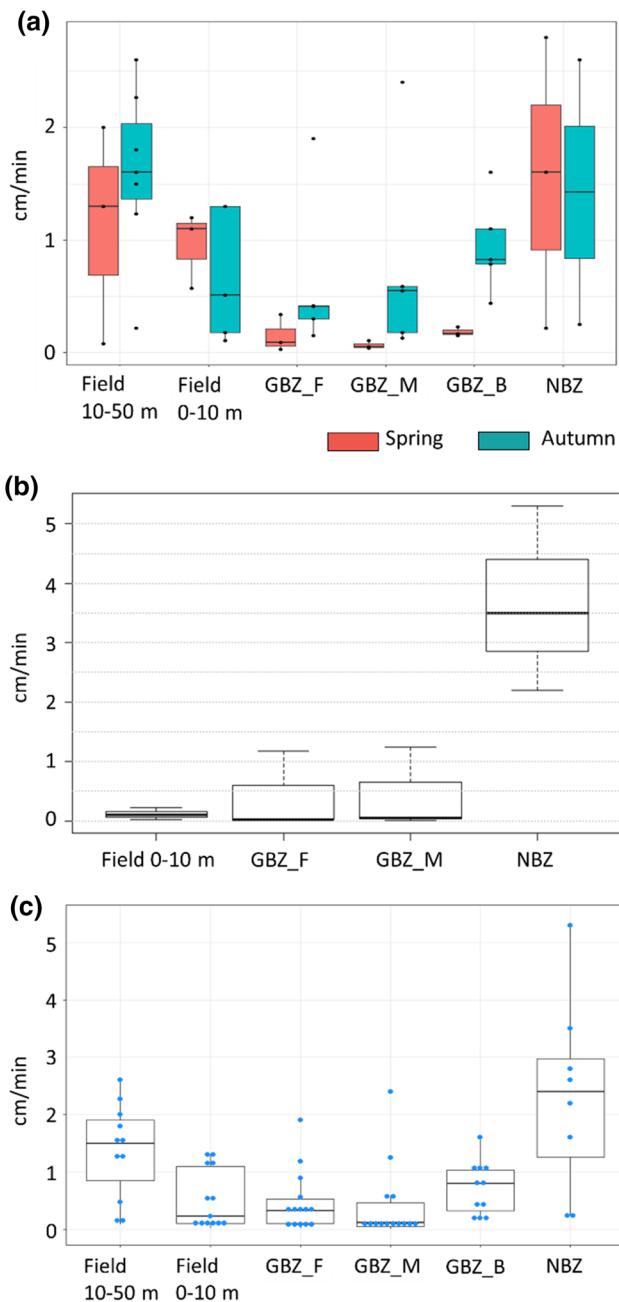 (a)
cm/min
2
1
0
Field
10-50 m
Field
0-10 m
GBZ_F
GBZ_M
GBZ_B
NBZ
Spring
Autumn
(b)
cm/min
5
4
3
2
1
0
Field 0-10 m
GBZ_F
GBZ_M
NBZ
(c)
cm/min
5
4
3
2
1
0
Field
10-50 m
Field
0-10 m
GBZ_F
GBZ_M
GBZ_B
NBZ